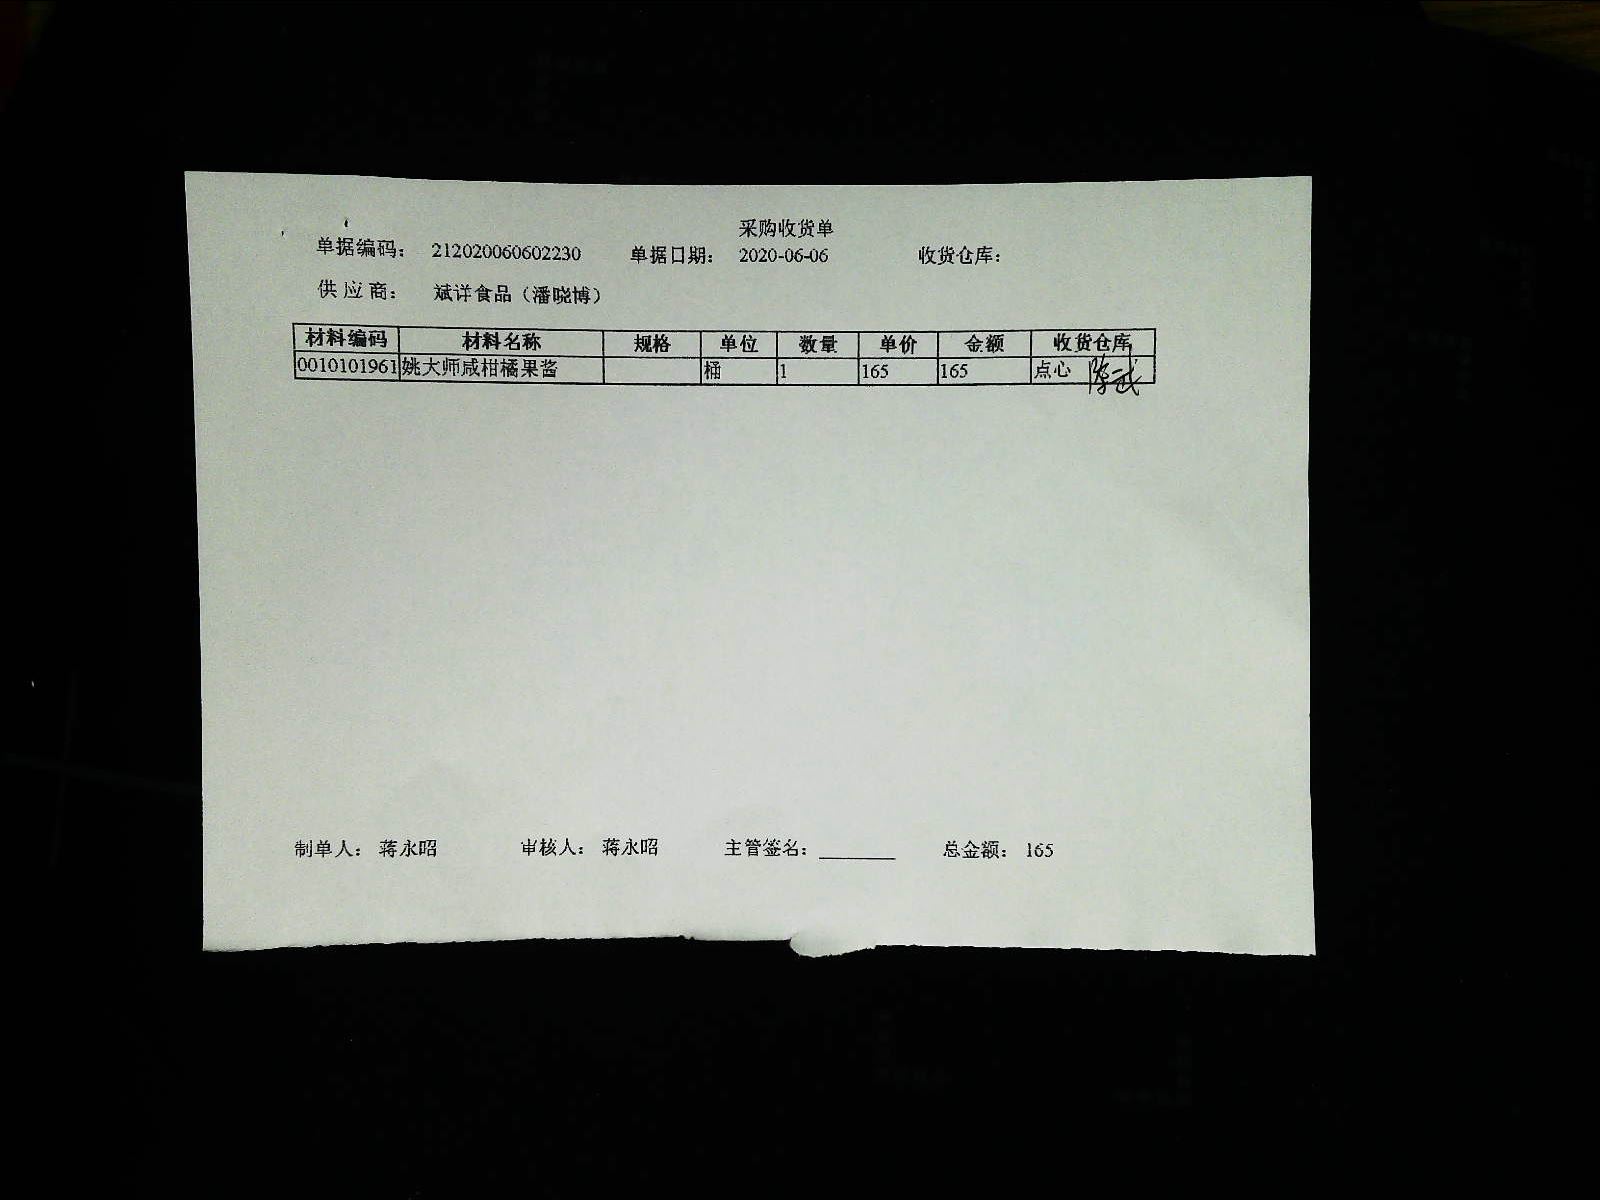 采购收货单
单据编码： 212020060602230 单据日期： 2020-06-06 收货仓库：
供应商： 斌详食品（潘晓博）
材料编码 材料名称 规格 单位 数量 单价 金额 收货仓库
0010101961 姚大师咸柑橘果酱 桶 1 165 165 点心
制单人： 蒋永昭 审核人： 蒋永昭 主管签名： 总金额： 165